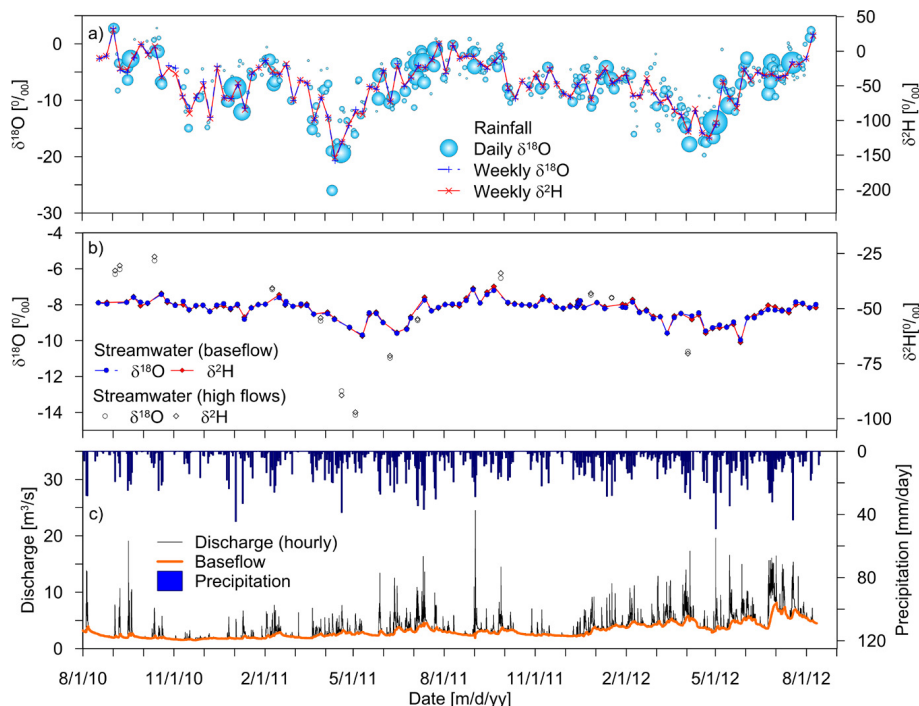 a)
0
-10
-20
-30
δ¹⁸O [⁰/₀₀]
50
0
-50
-100
-150
-200
δ²H [⁰/₀₀]
Rainfall
Daily δ¹⁸O
Weekly δ¹⁸O
Weekly δ²H
b)
-4
-6
-8
-10
-12
-14
δ¹⁸O [⁰/₀₀]
-25
-50
-75
-100
δ²H[⁰/₀₀]
Streamwater (baseflow)
δ¹⁸O δ²H
Streamwater (high flows)
δ¹⁸O δ²H
c)
30
20
10
0
Discharge [m³/s]
0
40
80
120
Precipitation [mm/day]
Discharge (hourly)
Baseflow
Precipitation
8/1/10 11/1/10 2/1/11 5/1/11 8/1/11 11/1/11 2/1/12 5/1/12 8/1/12
Date [m/d/yy]